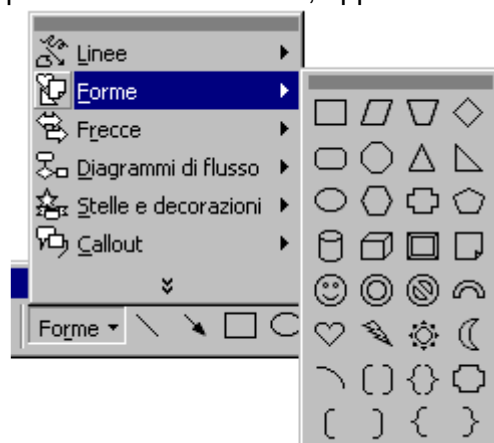 Linee
Forme
Frecce
Diagrammi di flusso
Stelle e decorazioni
Callout
Forme